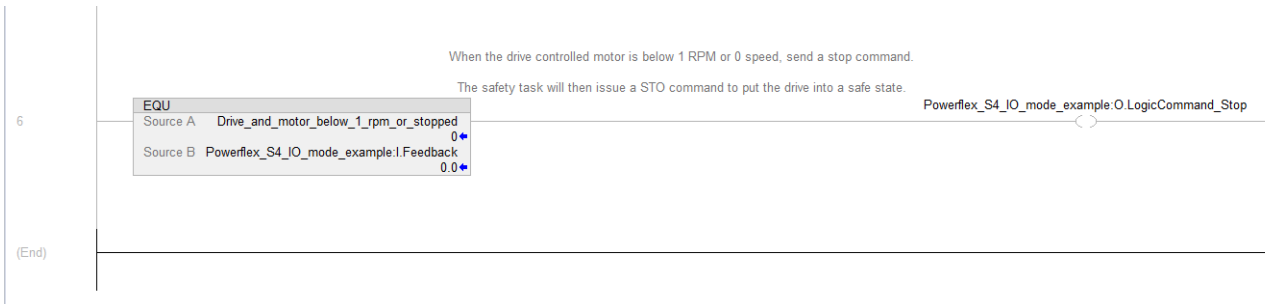 When the drive controlled motor is below 1 RPM or 0 speed, send a stop command.
The safety task will then issue a STO command to put the drive into a safe state.
Powerflex_S4_IO_mode_example:O.LogicCommand_Stop
6
EQU
Source A Drive_and_motor_below_1_rpm_or_stopped
0
Source B Powerflex_S4_IO_mode_example:I.Feedback
0.0
(End)